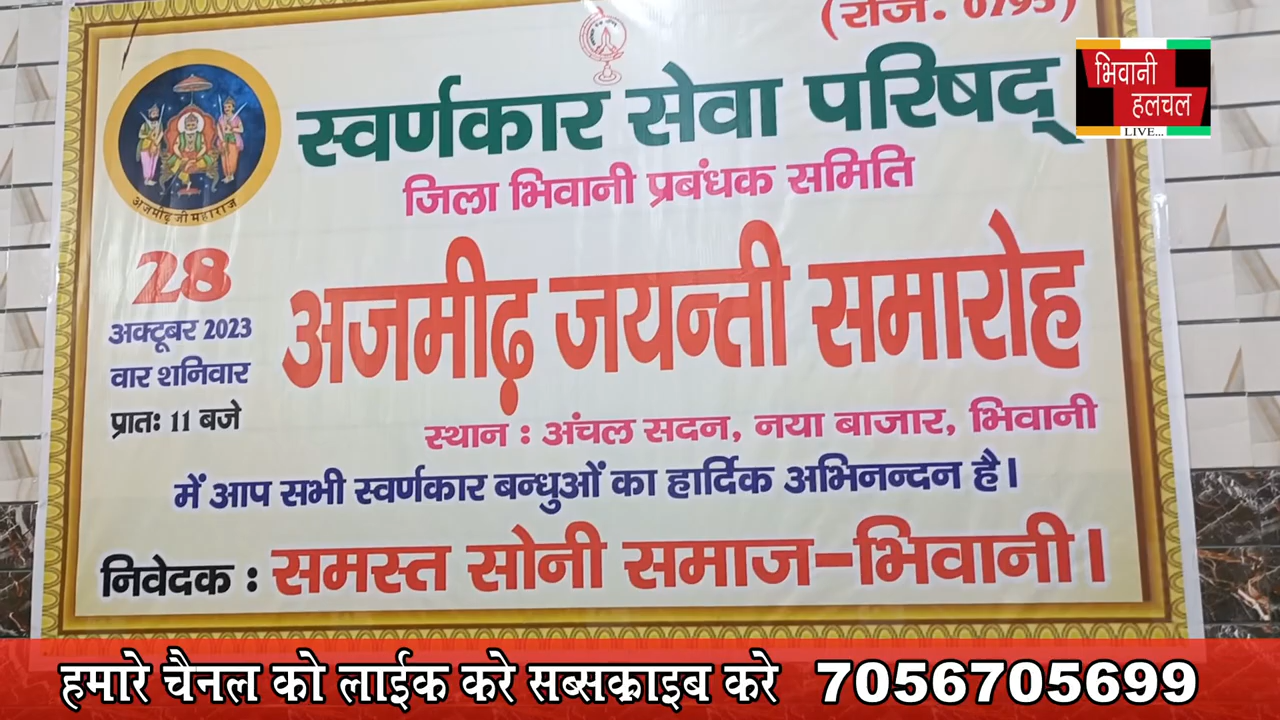 (रजि. 0795)
स्वर्णकार सेवा परिषद्
जिला भिवानी प्रबंधक समिति
अजमीढ़ जी महाराज
28
अक्टूबर 2023
वार शनिवार
प्रातः 11 बजे
अजमीढ़ जयन्ती समारोह
स्थान : अंचल सदन, नया बाजार, भिवानी
में आप सभी स्वर्णकार बन्धुओं का हार्दिक अभिनन्दन है।
निवेदक : समस्त सोनी समाज-भिवानी।
भिवानी
हलचल
LIVE...
हमारे चैनल को लाईक करे सब्सक्राइब करे 7056705699